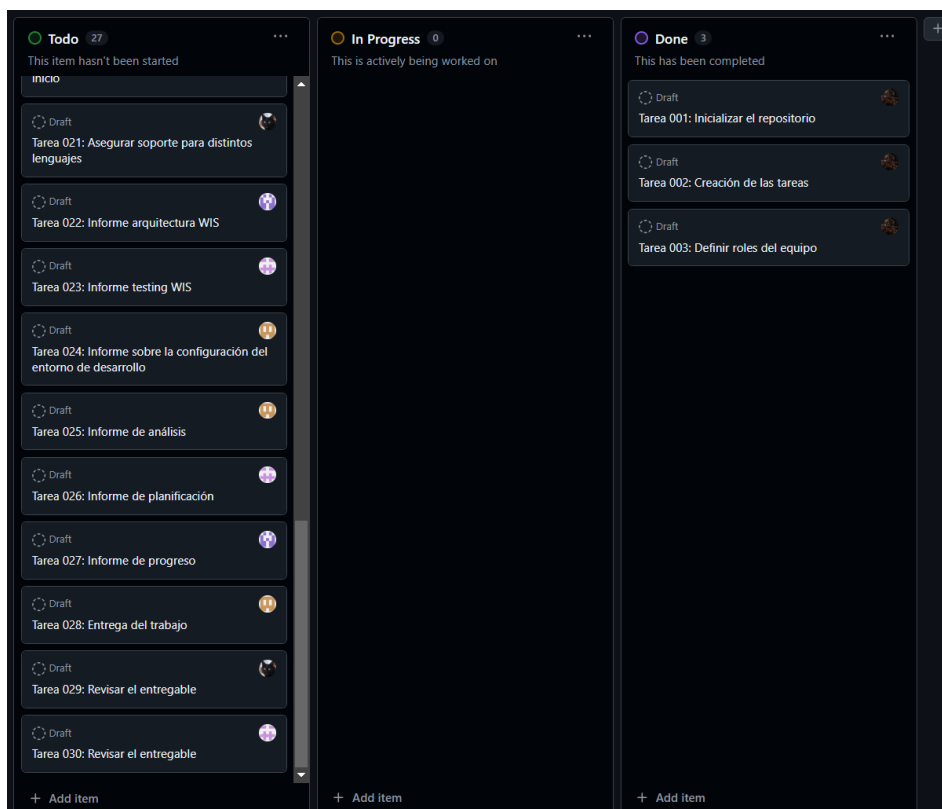 Todo 27
This item hasn't been started
Inicio
Draft
Tarea 021: Asegurar soporte para distintos
lenguajes
Draft
Tarea 022: Informe arquitectura WIS
Draft
Tarea 023: Informe testing WIS
Draft
Tarea 024: Informe sobre la configuración del
entorno de desarrollo
Draft
Tarea 025: Informe de análisis
Draft
Tarea 026: Informe de planificación
Draft
Tarea 027: Informe de progreso
Draft
Tarea 028: Entrega del trabajo
Draft
Tarea 029: Revisar el entregable
Draft
Tarea 030: Revisar el entregable
+ Add item
In Progress 0
This is actively being worked on
+ Add item
Done 3
This has been completed
Draft
Tarea 001: Inicializar el repositorio
Draft
Tarea 002: Creación de las tareas
Draft
Tarea 003: Definir roles del equipo
+ Add item